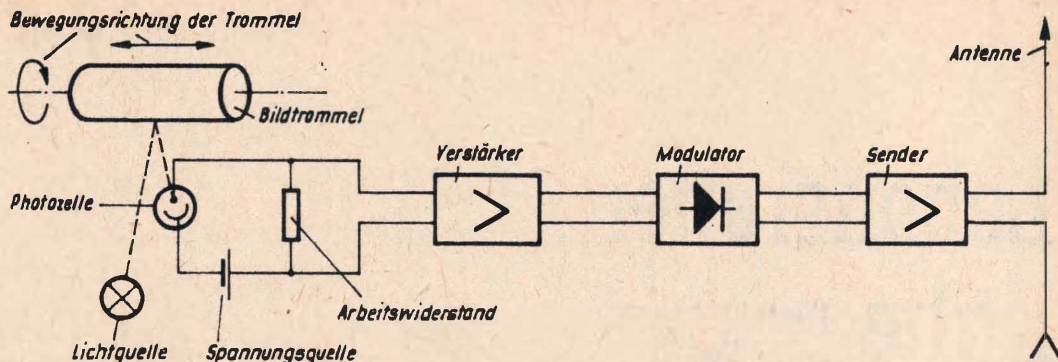 Bewegungsrichtung der Trommel
Antenne
Bildtrommel
Verstärker
Modulator
Sender
Photozelle
Arbeitswiderstand
Lichtquelle
Spannungsquelle